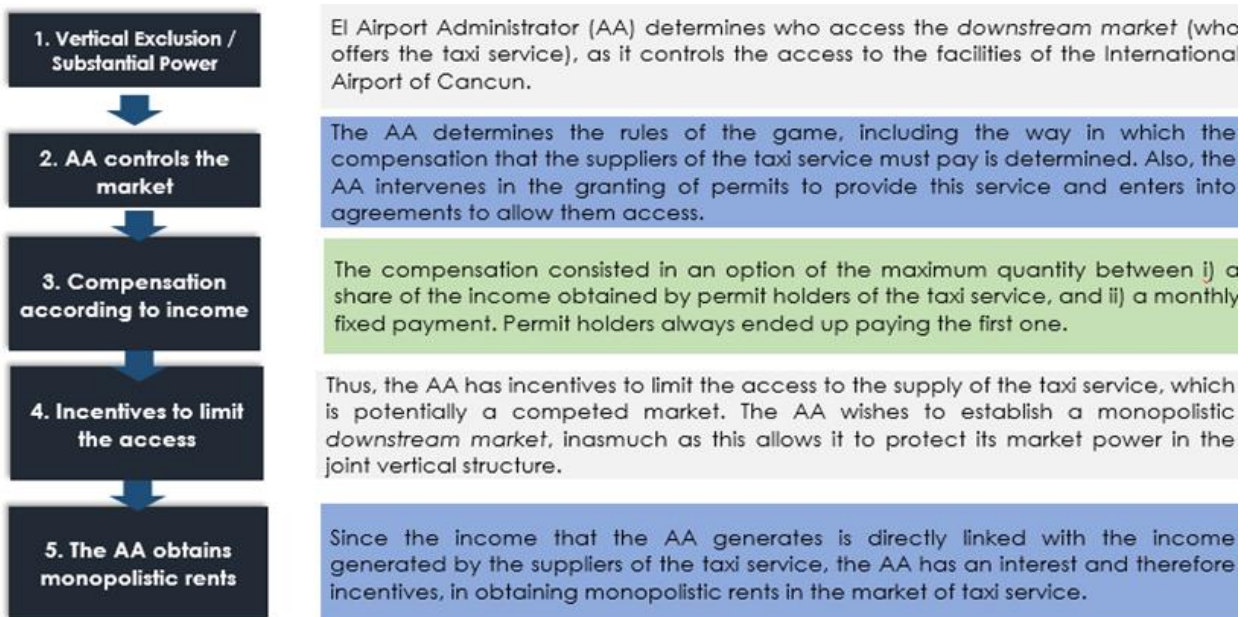 1. Vertical Exclusion /
Substantial Power
El Airport Administrator (AA) determines who access the downstream market (who
offers the taxi service), as it controls the access to the facilities of the International
Airport of Cancun.
2. AA controls the
market
The AA determines the rules of the game, including the way in which the
compensation that the suppliers of the taxi service must pay is determined. Also, the
AA intervenes in the granting of permits to provide this service and enters into
agreements to allow them access.
3. Compensation
according to income
The compensation consisted in an option of the maximum quantity between i) a
share of the income obtained by permit holders of the taxi service, and ii) a monthly
fixed payment. Permit holders always ended up paying the first one.
4. Incentives to limit
the access
Thus, the AA has incentives to limit the access to the supply of the taxi service, which
is potentially a competed market. The AA wishes to establish a monopolistic
downstream market, inasmuch as this allows it to protect its market power in the
joint vertical structure.
5. The AA obtains
monopolistic rents
Since the income that the AA generates is directly linked with the income
generated by the suppliers of the taxi service, the AA has an interest and therefore
incentives, in obtaining monopolistic rents in the market of taxi service.